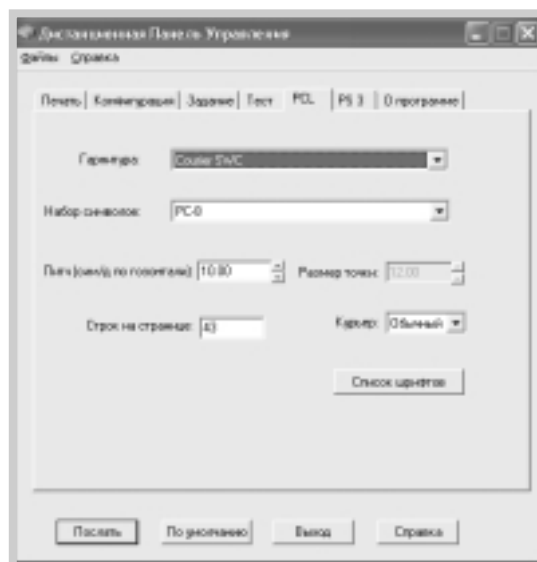 Дистанционная Панель Управления
Файлы Справка
Печать Конфигурация Задание Тест PCL PS 3 О программе
Гарнитура: Courier SWC
Набор символов: PC-8
Питч (симв/д по горизонтали): 10.00 Размер точки: 12.00
Строк на странице: 43 Курьер: Обычный
Список шрифтов
Послать По умолчанию Выход Справка